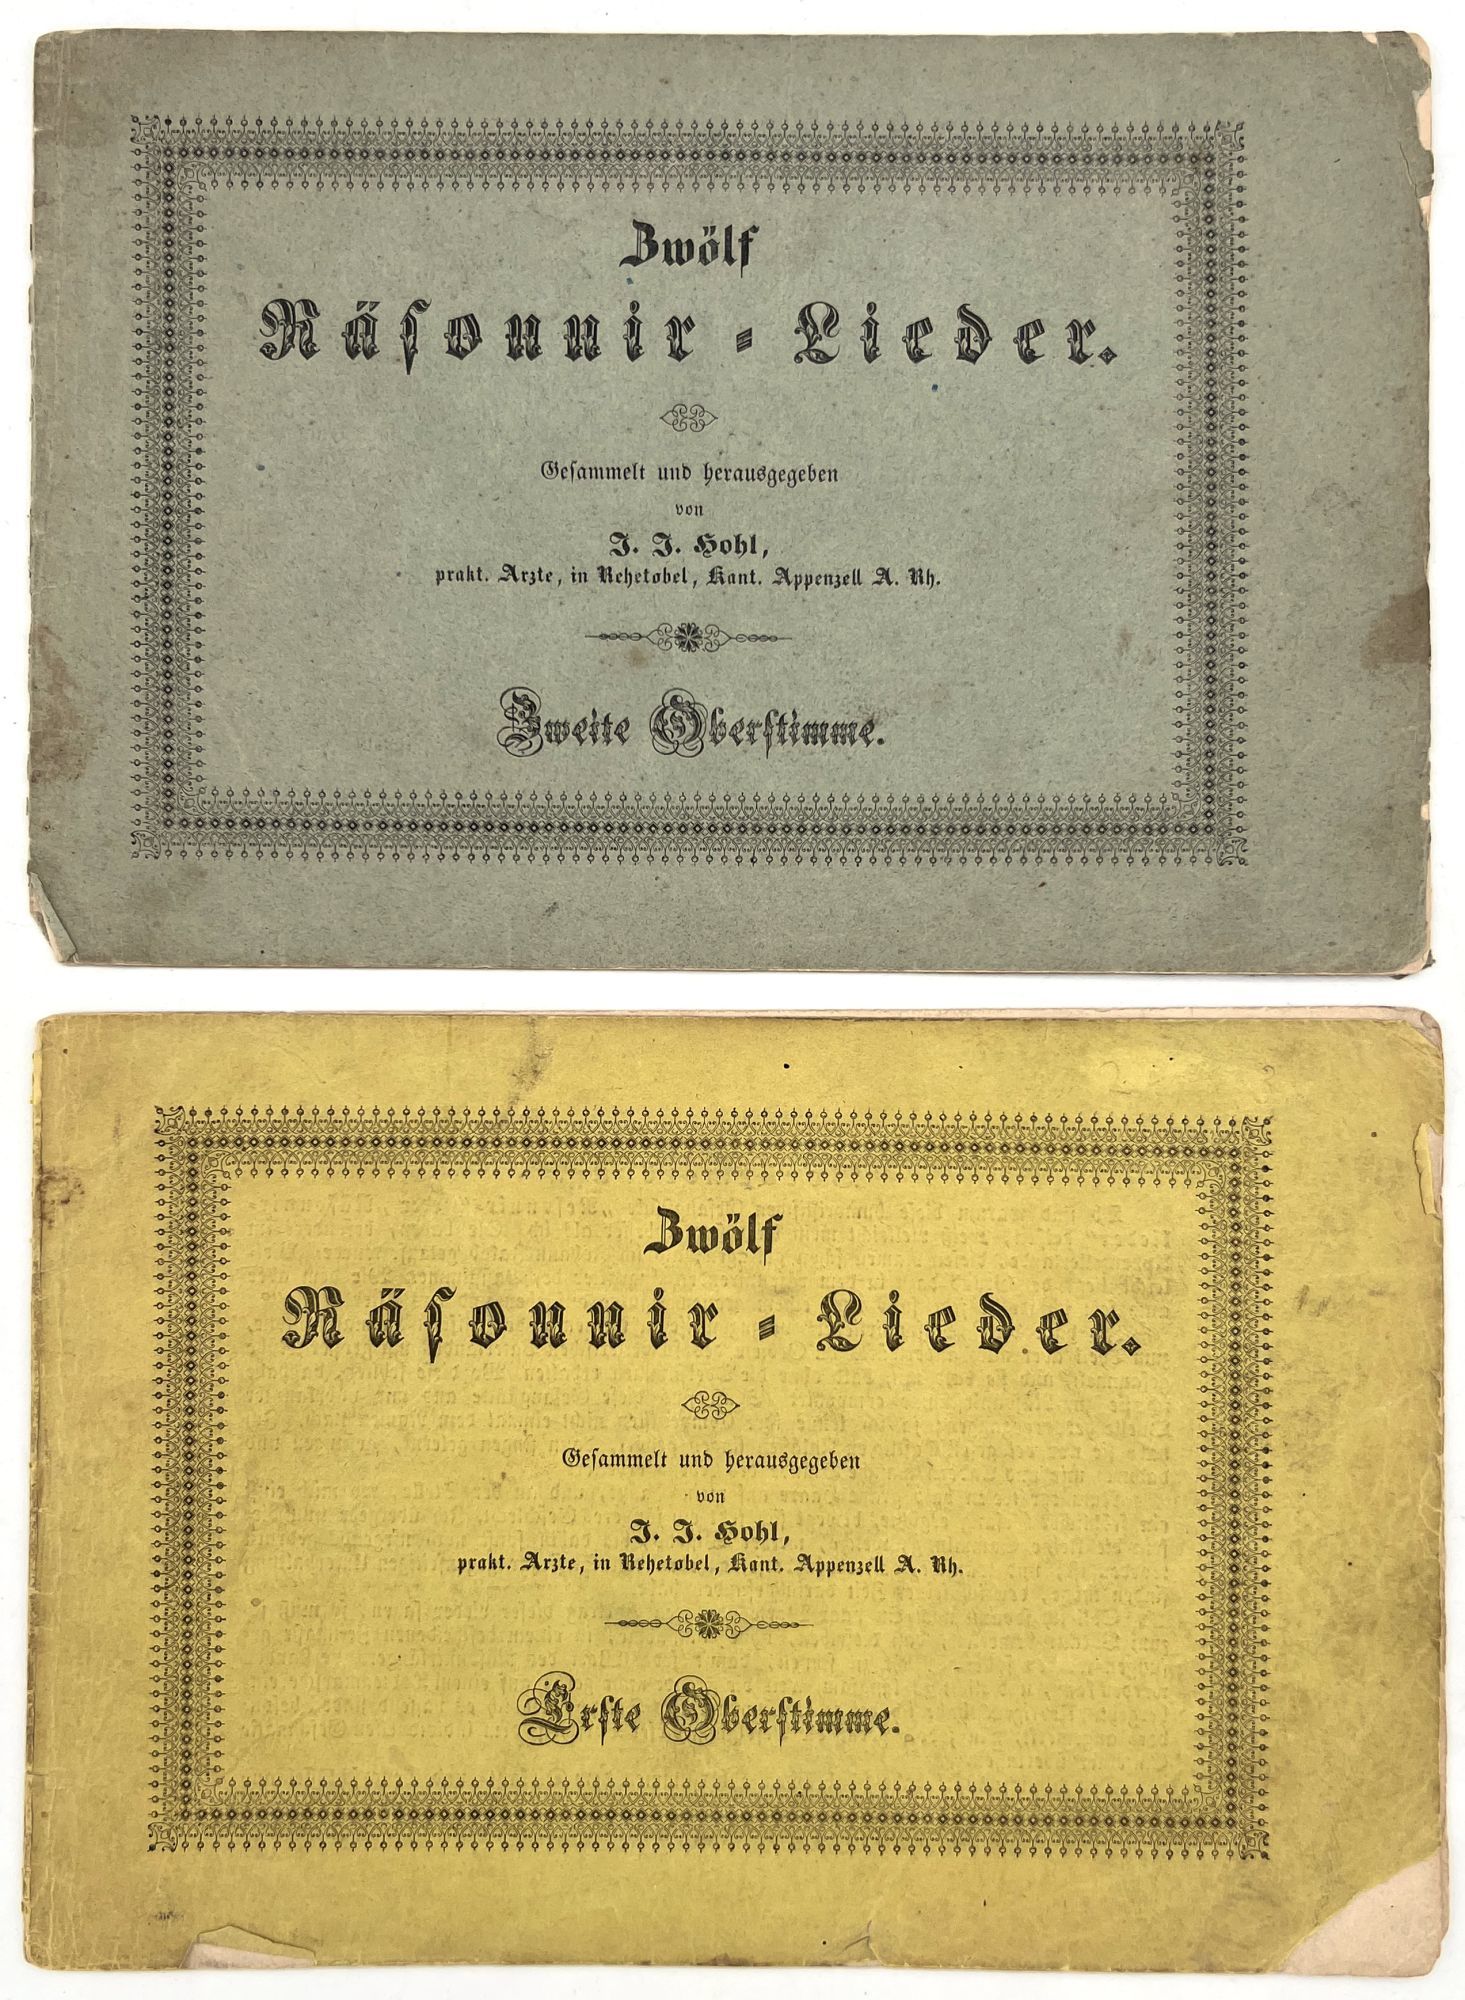 Zwölf
Räsonnir-Lieder.
Gesammelt und herausgegeben
von
J. J. Hohl,
prakt. Arzte, in Rehetobel, Kant. Appenzell A. Rh.
Zweite Oberstimme.
Zwölf
Räsonnir-Lieder.
Gesammelt und herausgegeben
von
J. J. Hohl,
prakt. Arzte, in Rehetobel, Kant. Appenzell A. Rh.
Erste Oberstimme.